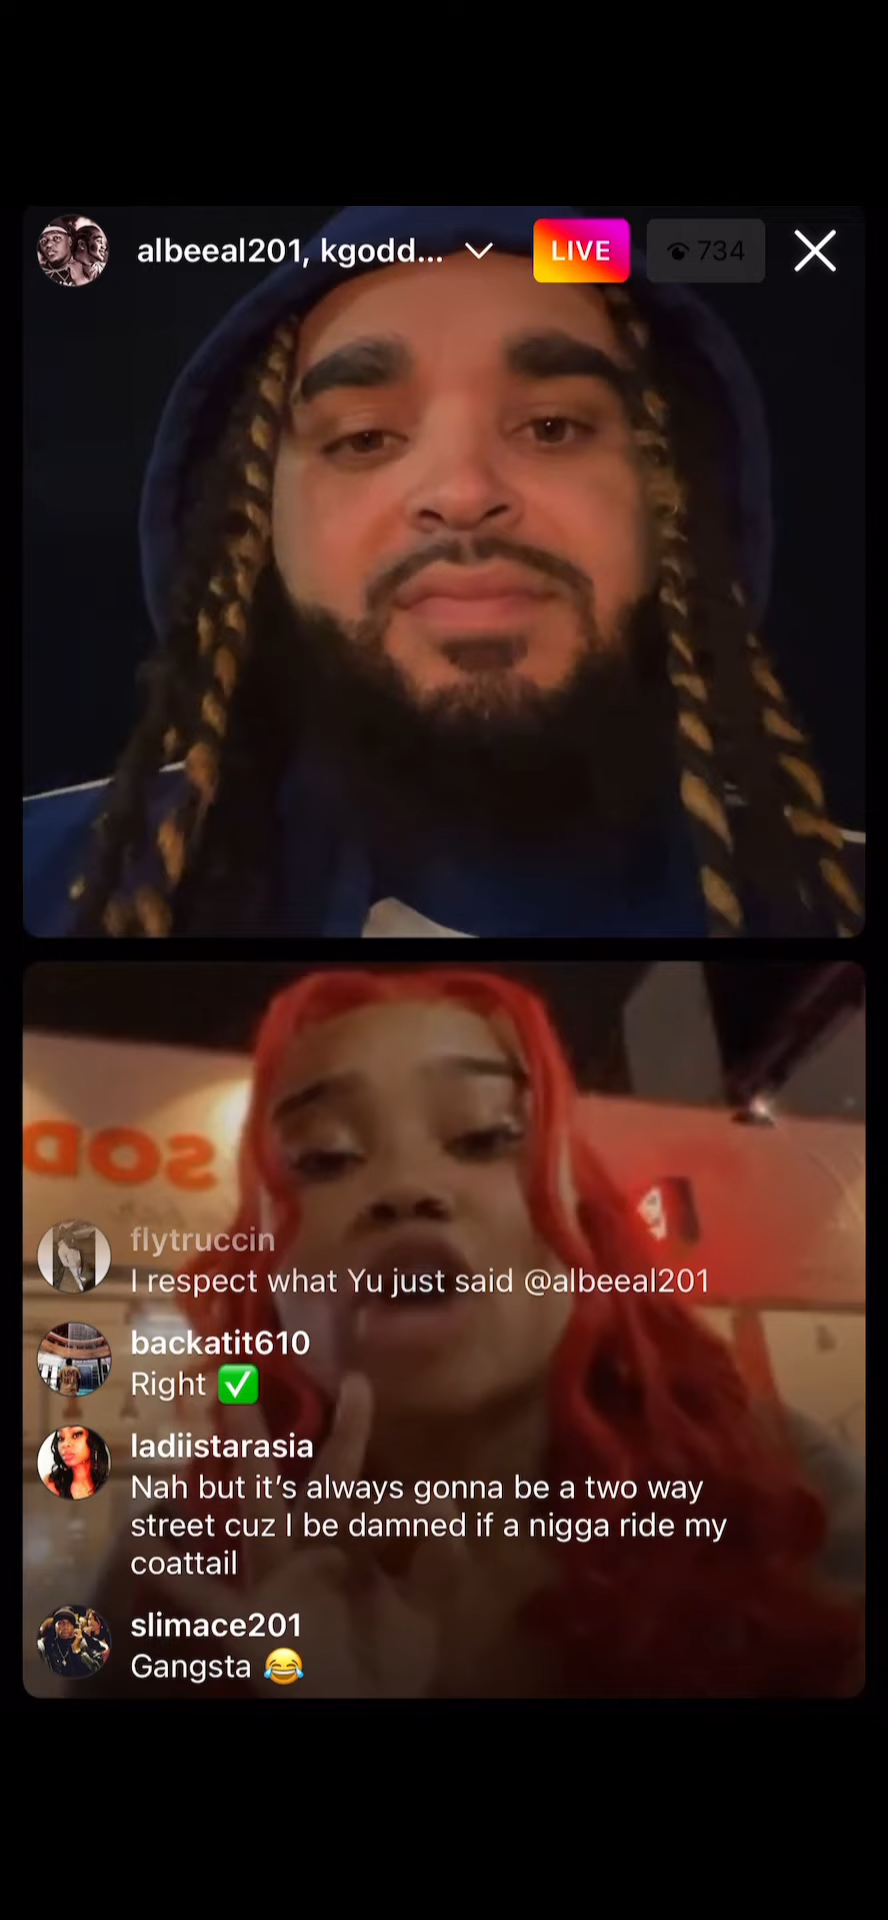 albeeal201, kgodd...
LIVE
734
SOD
flytruccin
I respect what Yu just said @albeeal201
backatit610
Right ✅
ladiistarasia
Nah but it’s always gonna be a two way
street cuz I be damned if a nigga ride my
coattail
slimace201
Gangsta 😂